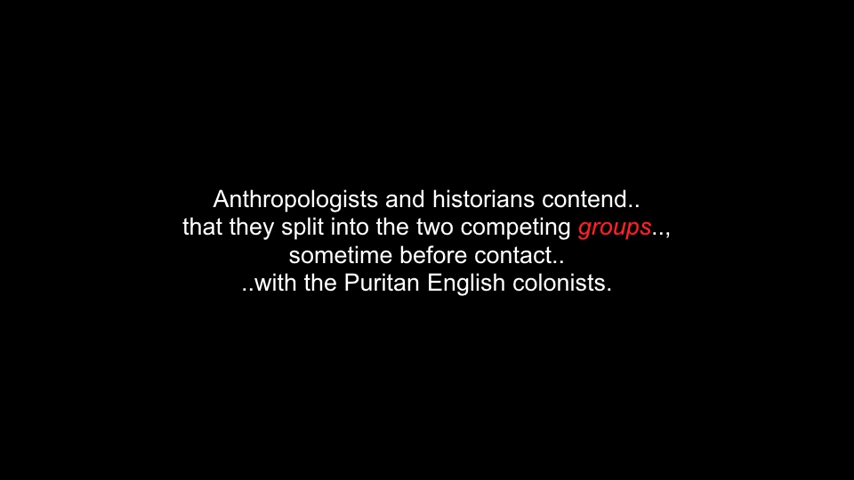 Anthropologists and historians contend..
that they split into the two competing groups..,
sometime before contact..
..with the Puritan English colonists.